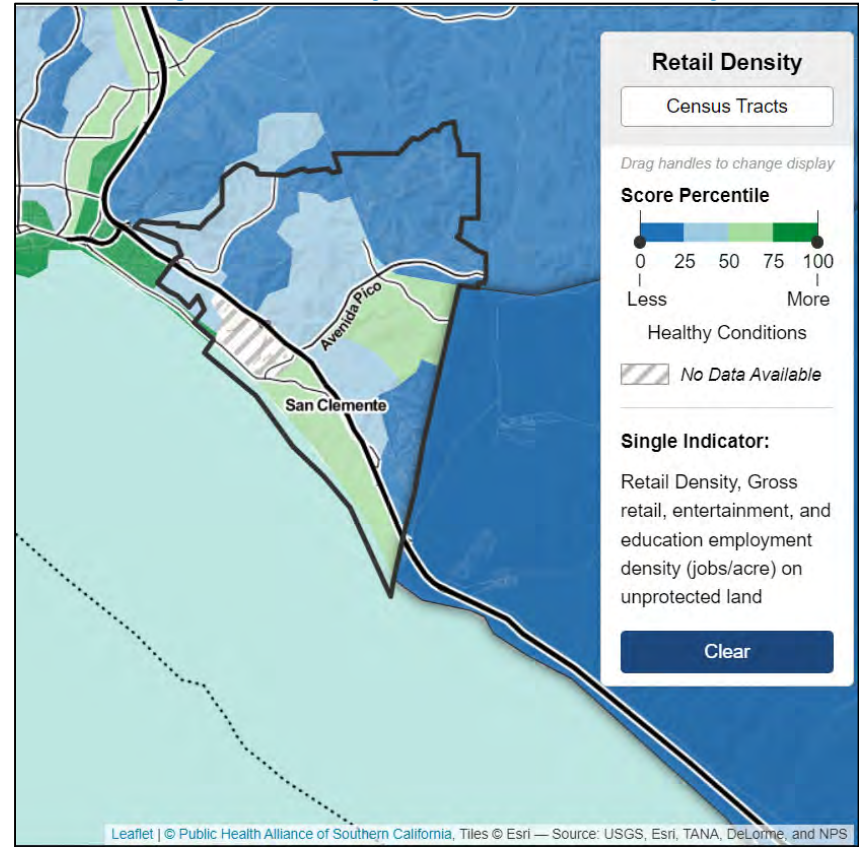 Retail Density
Census Tracts
Drag handles to change display
Score Percentile
0 25 50 75 100
Less More
Healthy Conditions
No Data Available
Single Indicator:
Retail Density, Gross
retail, entertainment, and
education employment
density (jobs/acre) on
unprotected land
Clear
Avenida Pico
San Clemente
Leaflet | © Public Health Alliance of Southern California, Tiles © Esri — Source: USGS, Esri, TANA, DeLorme, and NPS